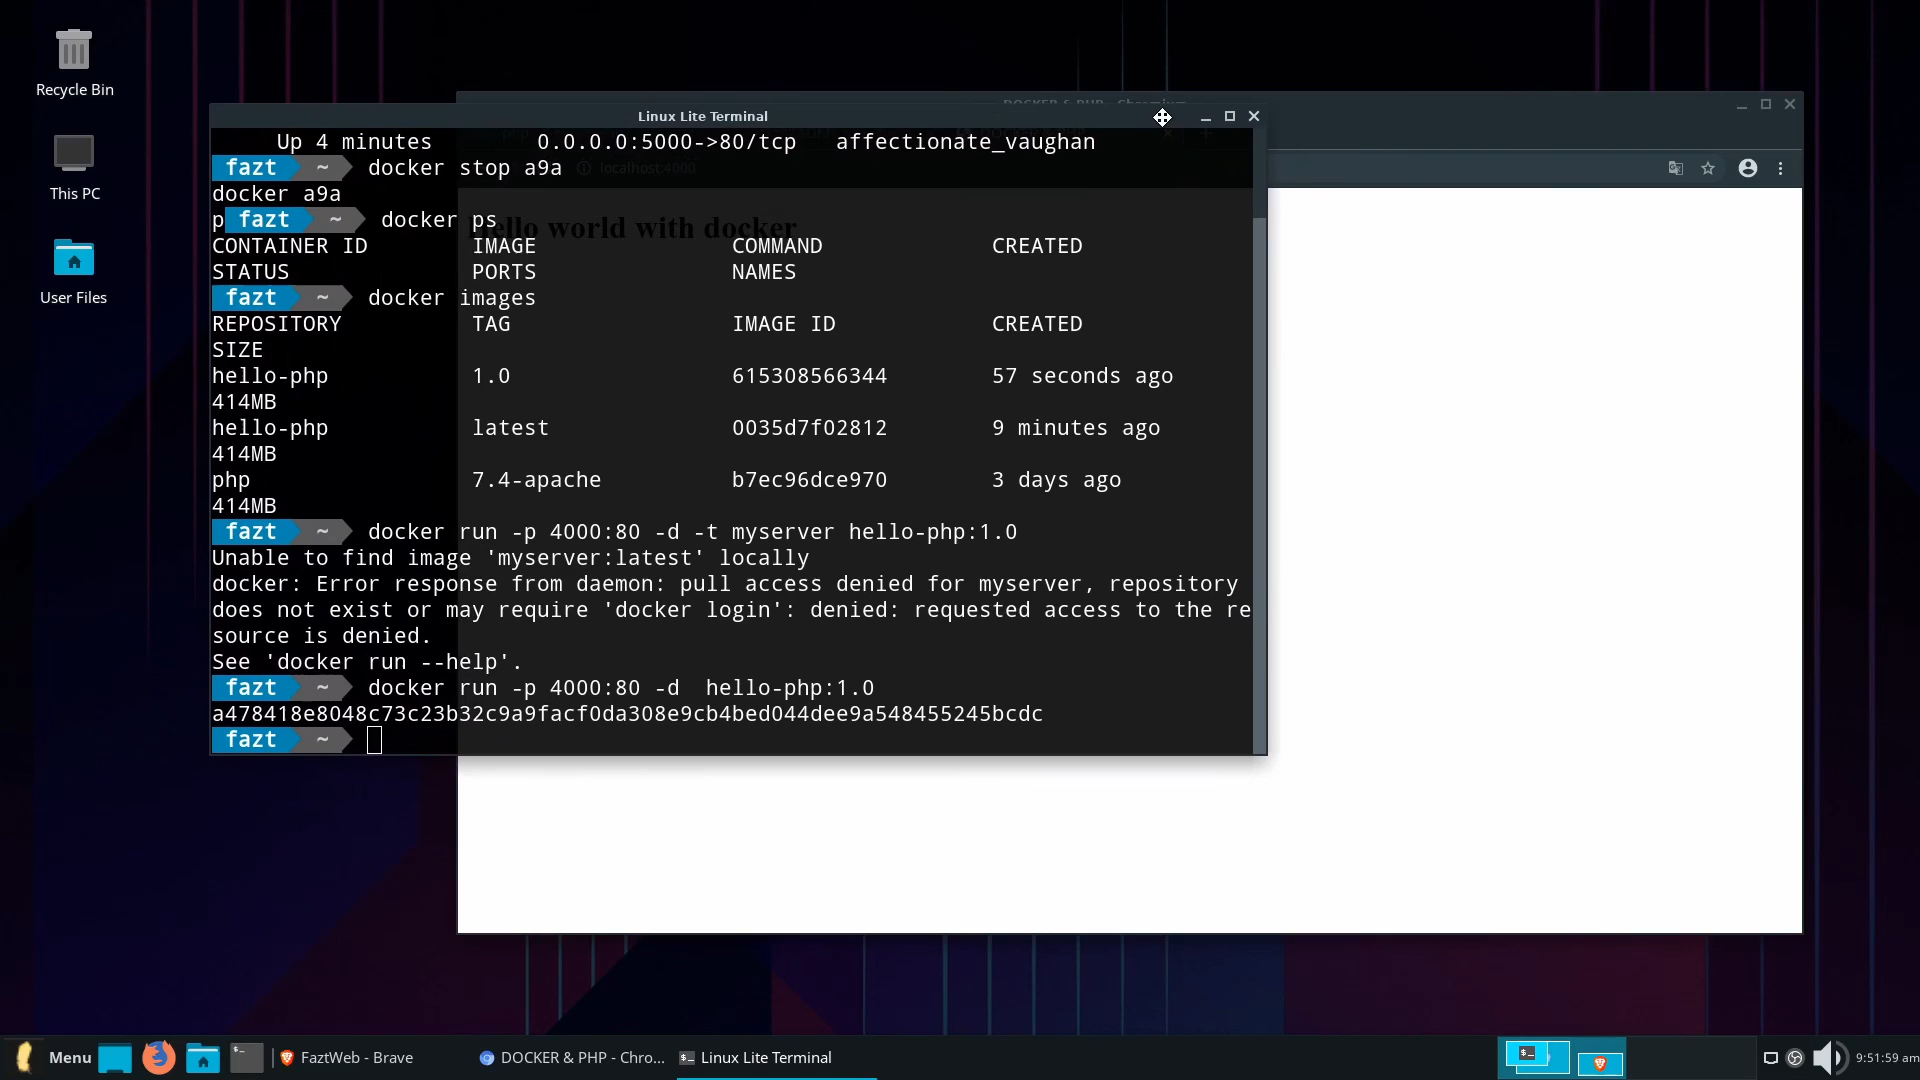 Recycle Bin
This PC
User Files
DOCKER & PHP - Chromium
Linux Lite Terminal
Up 4 minutes 0.0.0.0:5000->80/tcp affectionate_vaughan
fazt ~ docker stop a9a
localhost:4000
docker a9a
p fazt ~ docker ps
Hello world with docker
CONTAINER ID IMAGE COMMAND CREATED
STATUS PORTS NAMES
fazt ~ docker images
REPOSITORY TAG IMAGE ID CREATED
SIZE
hello-php 1.0 615308566344 57 seconds ago
414MB
hello-php latest 0035d7f02812 9 minutes ago
414MB
php 7.4-apache b7ec96dce970 3 days ago
414MB
fazt ~ docker run -p 4000:80 -d -t myserver hello-php:1.0
Unable to find image 'myserver:latest' locally
docker: Error response from daemon: pull access denied for myserver, repository
does not exist or may require 'docker login': denied: requested access to the re
source is denied.
See 'docker run --help'.
fazt ~ docker run -p 4000:80 -d  hello-php:1.0
a478418e8048c73c23b32c9a9facf0da308e9cb4bed044dee9a548455245bcdc
fazt ~
Menu
FaztWeb - Brave
DOCKER & PHP - Chro...
Linux Lite Terminal
9:51:59 am